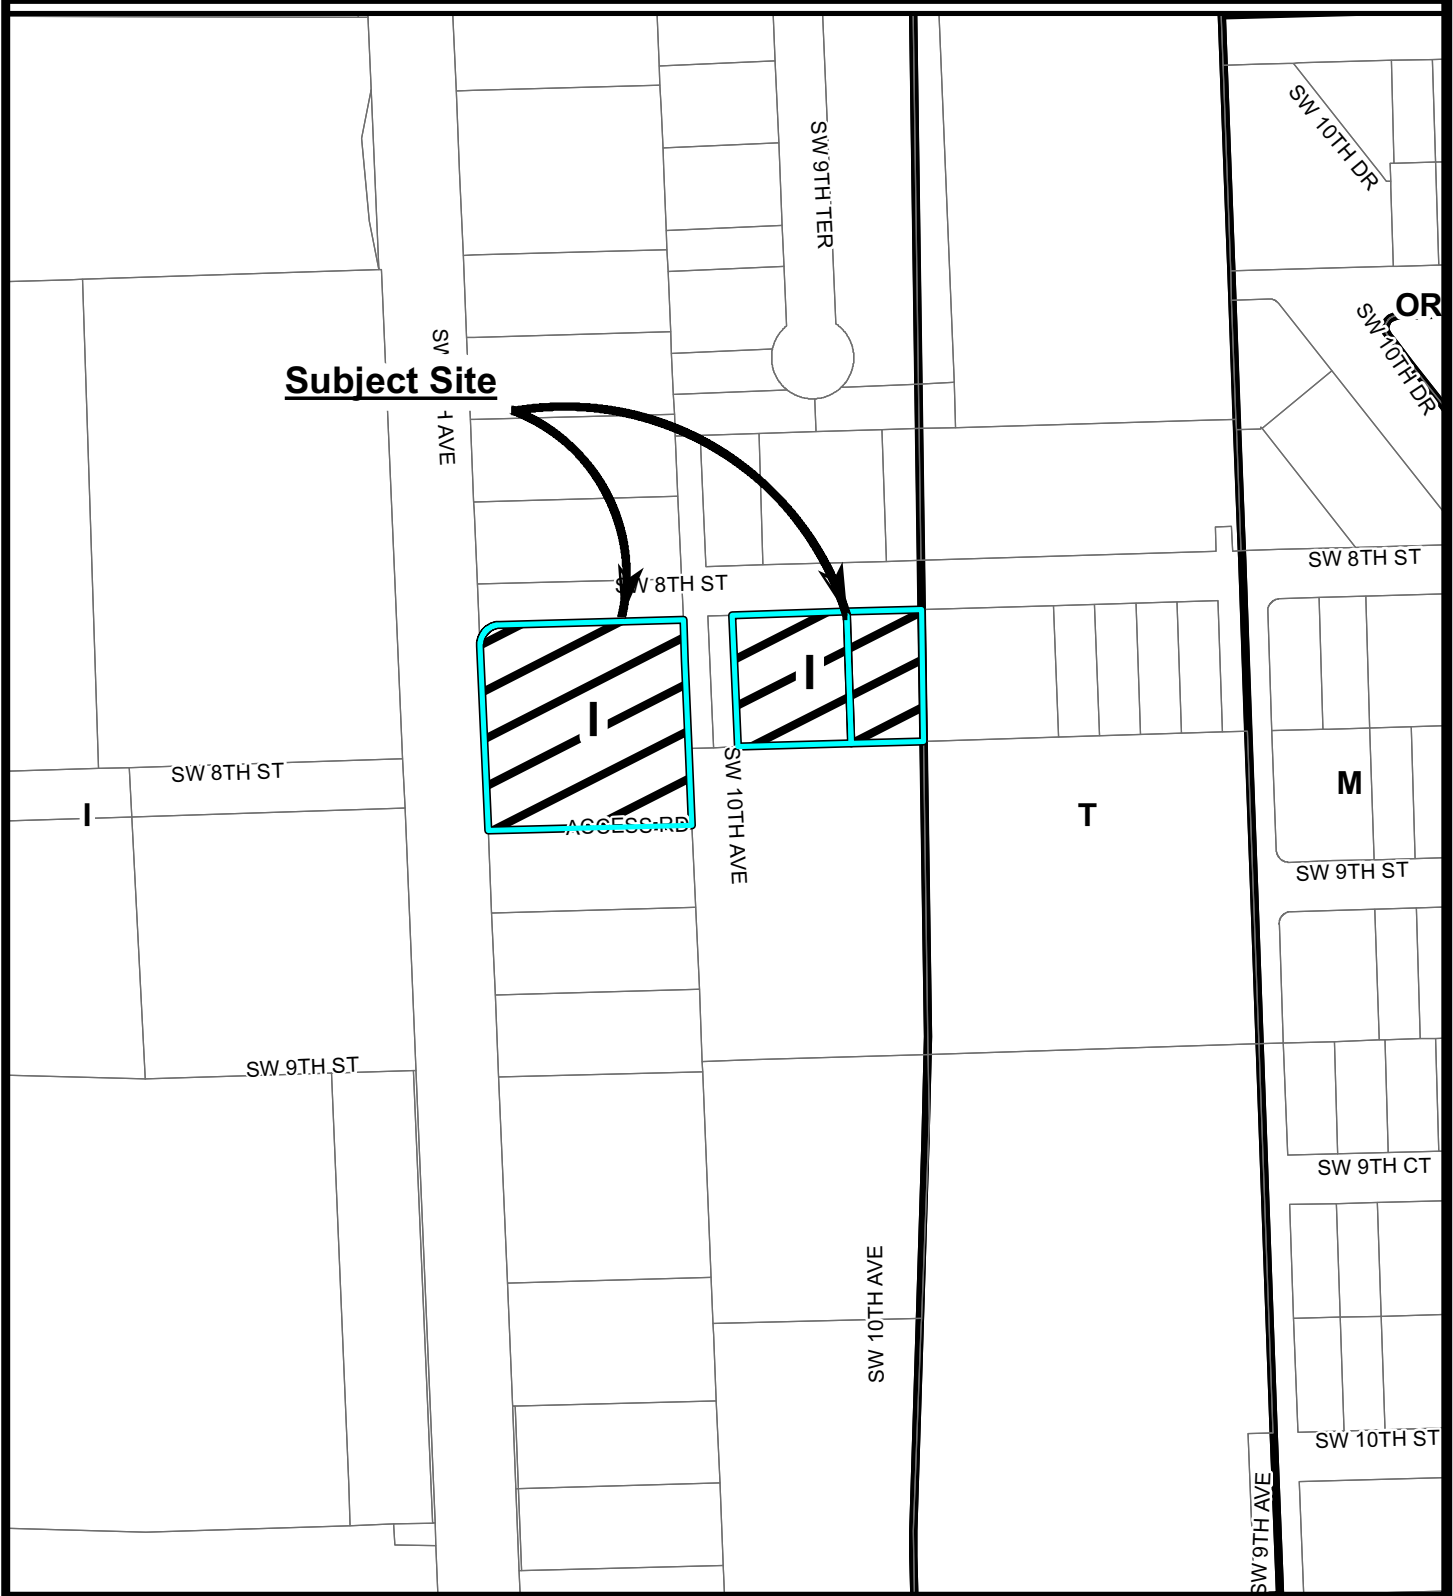 SW 10TH DR
SW 9TH TER
OR
SW 10TH DR
Subject Site
AVE
SW 8TH ST
SW 8TH ST
I
I
SW 8TH ST
SW 10TH AVE
I
ACCESS RD
T
M
SW 9TH ST
SW 9TH ST
SW 9TH CT
SW 10TH AVE
SW 10TH ST
SW 9TH AVE